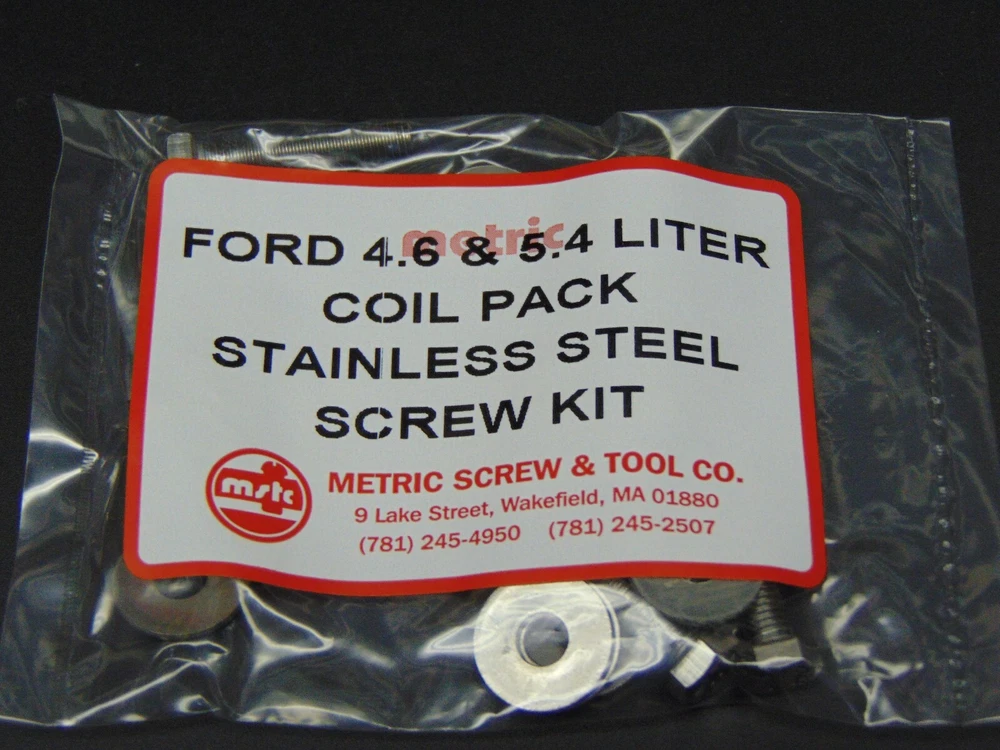 metric
FORD 4.6 & 5.4 LITER
COIL PACK
STAINLESS STEEL
SCREW KIT
mstc
METRIC SCREW & TOOL CO.
9 Lake Street, Wakefield, MA 01880
(781) 245-4950 (781) 245-2507